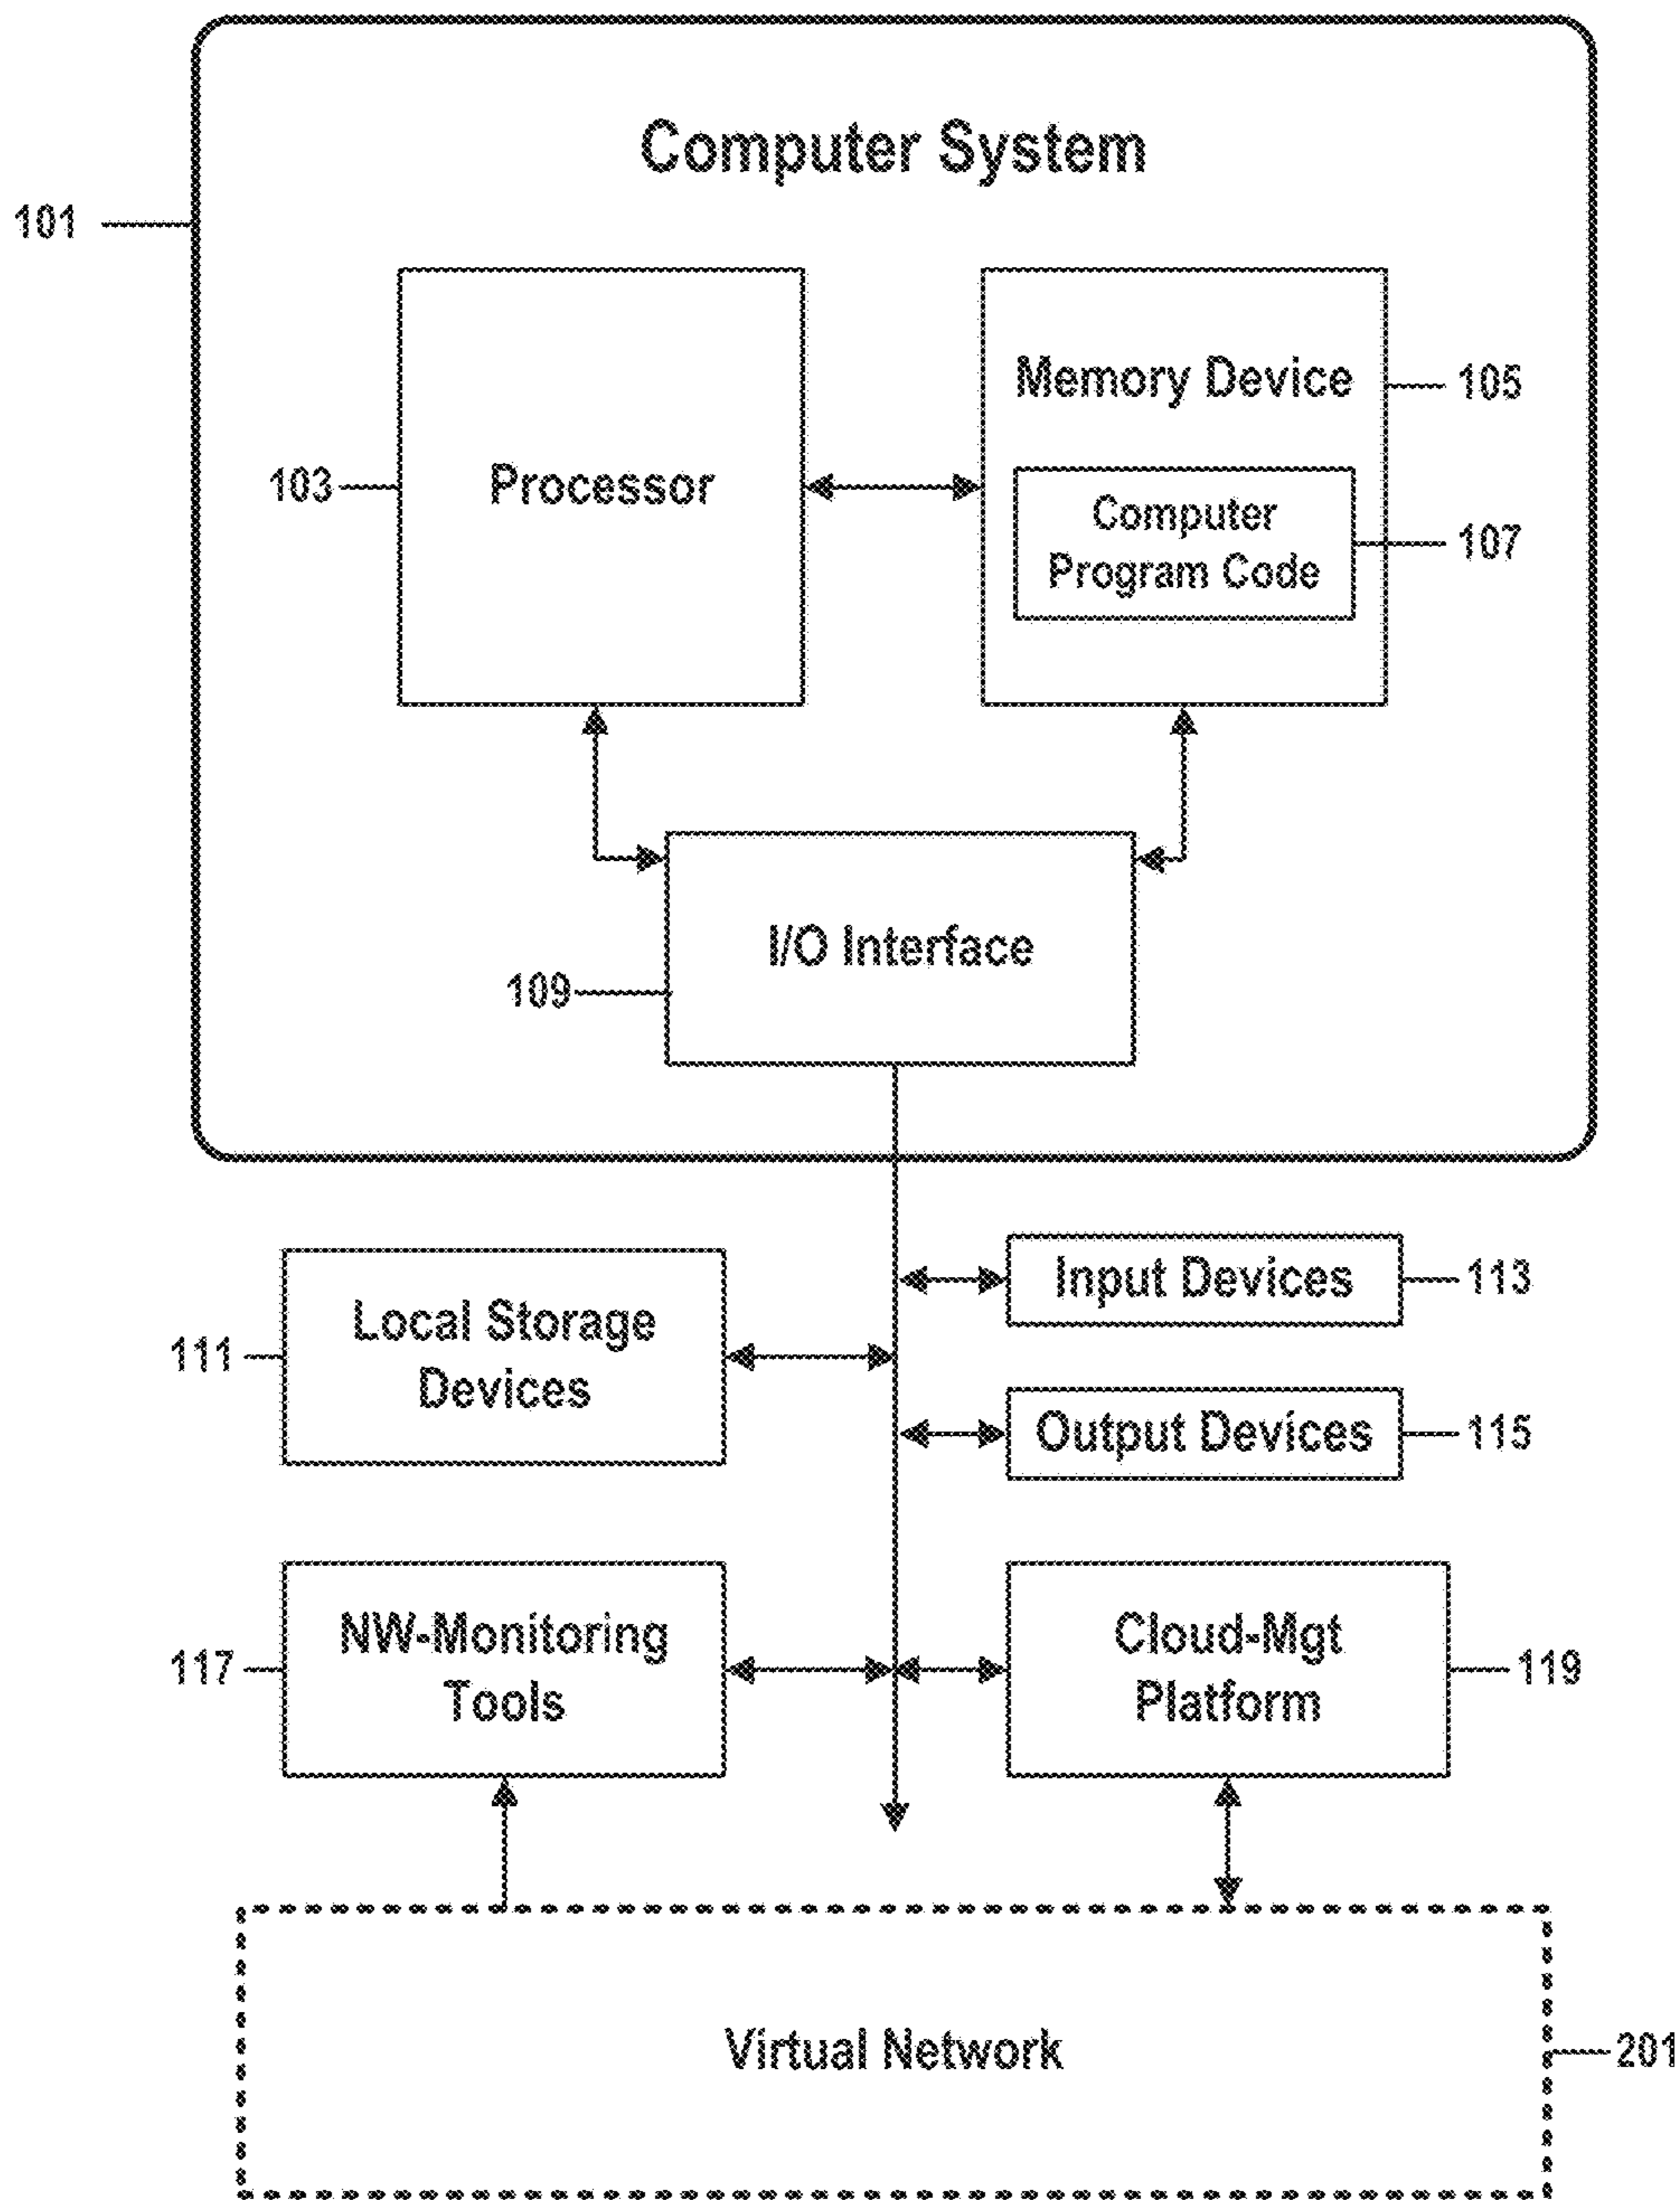 Computer System
101
Memory Device
105
103
Processor
Computer
Program Code
107
I/O Interface
109
Input Devices
113
Local Storage
Devices
111
Output Devices
115
NW-Monitoring
Tools
117
Cloud-Mgt
Platform
119
Virtual Network
201